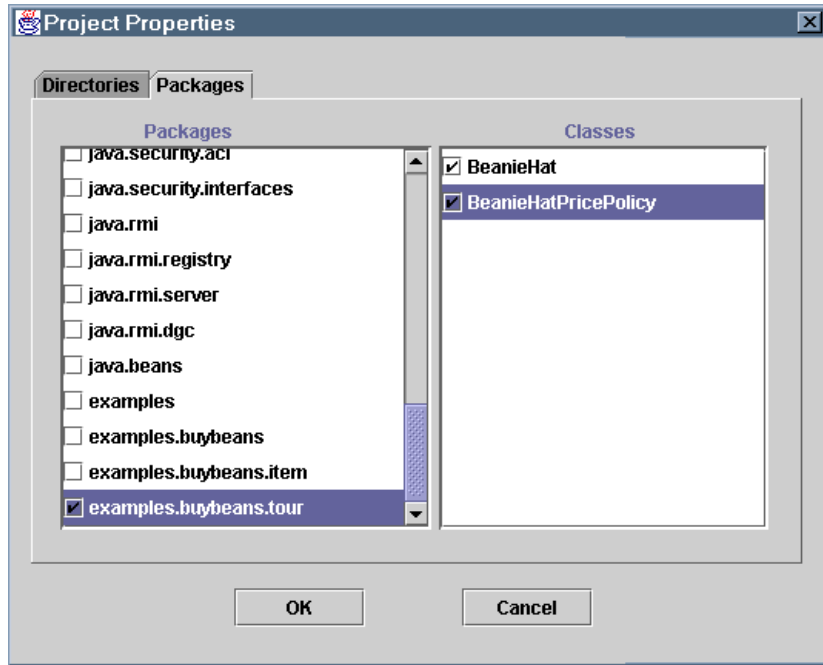 Project Properties
Directories Packages
Packages
java.security.acl
java.security.interfaces
java.rmi
java.rmi.registry
java.rmi.server
java.rmi.dgc
java.beans
examples
examples.buybeans
examples.buybeans.item
examples.buybeans.tour
Classes
BeanieHat
BeanieHatPricePolicy
OK
Cancel